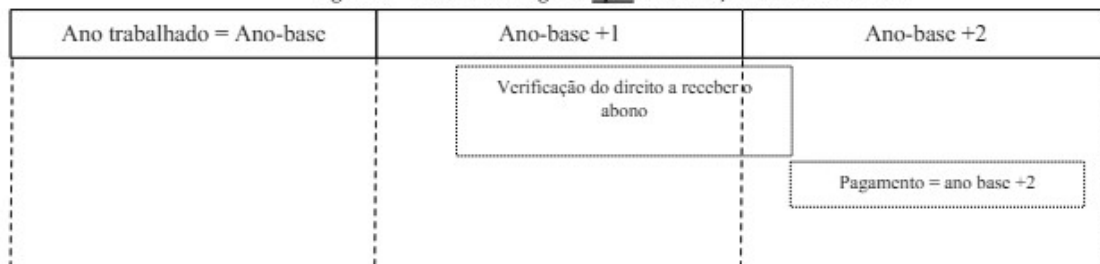 Ano trabalhado = Ano-base Ano-base +1 Ano-base +2
Verificação do direito a receber o
abono
Pagamento = ano base +2